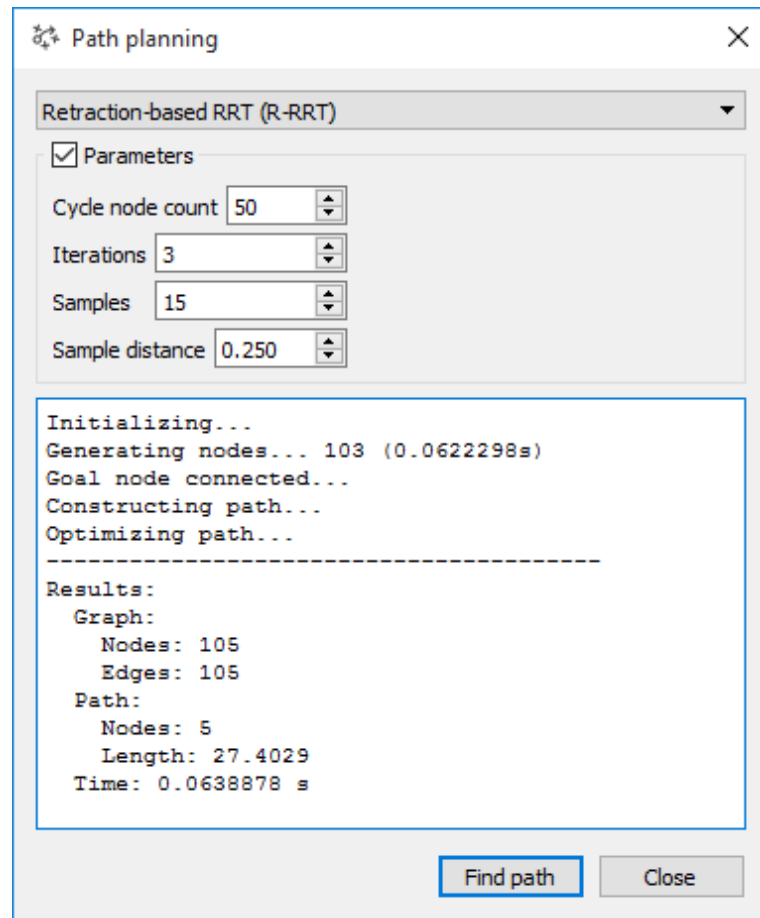 Path planning
Retraction-based RRT (R-RRT)
Parameters
Cycle node count 50
Iterations 3
Samples 15
Sample distance 0.250
Initializing...
Generating nodes... 103 (0.0622298s)
Goal node connected...
Constructing path...
Optimizing path...
----------------------------------------
Results:
  Graph:
    Nodes: 105
    Edges: 105
  Path:
    Nodes: 5
    Length: 27.4029
  Time: 0.0638878 s
Find path Close